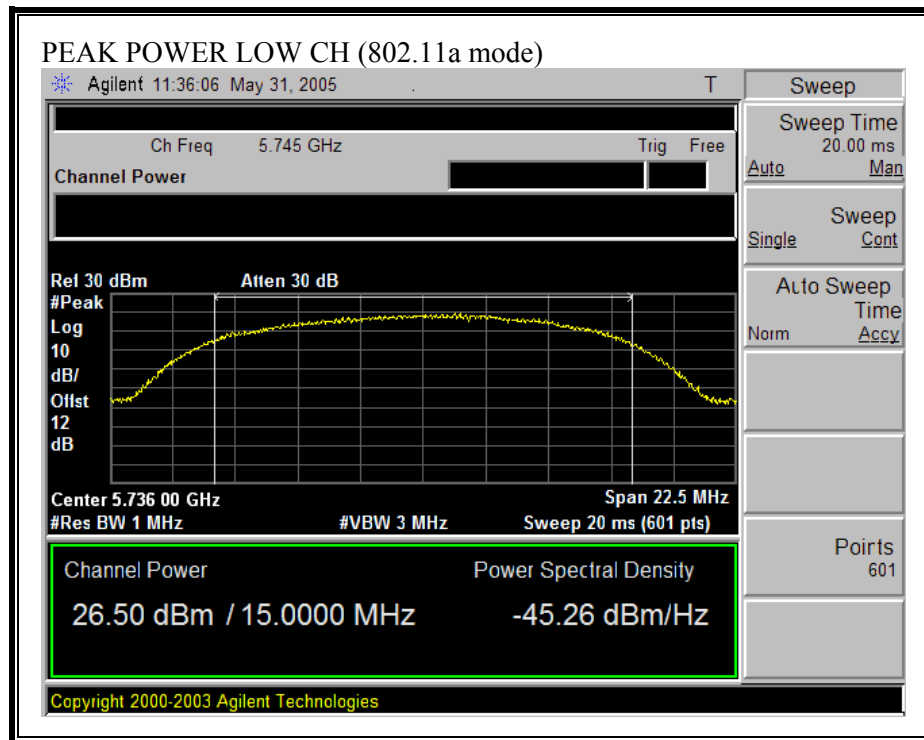 PEAK POWER LOW CH (802.11a mode)
Agilent 11:36:06 May 31, 2005 T
Sweep
Ch Freq 5.745 GHz Trig Free
Channel Power
Sweep Time
20.00 ms
Auto Man
Sweep
Single Cont
Auto Sweep
Time
Norm Accy
Ref 30 dBm Atten 30 dB
#Peak
Log
10
dB/
Offst
12
dB
Center 5.736 00 GHz Span 22.5 MHz
#Res BW 1 MHz #VBW 3 MHz Sweep 20 ms (601 pts)
Points
601
Channel Power Power Spectral Density
26.50 dBm / 15.0000 MHz -45.26 dBm/Hz
Copyright 2000-2003 Agilent Technologies